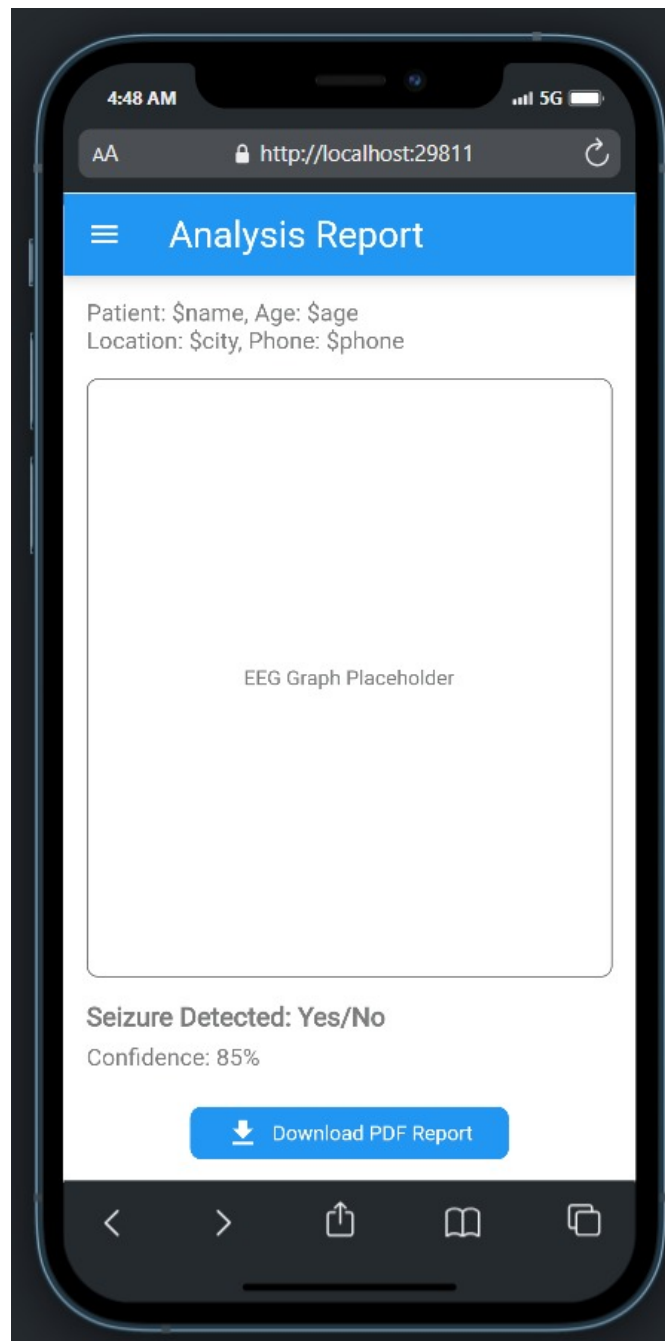 4:48 AM 5G
AA http://localhost:29811
Analysis Report
Patient: $name, Age: $age
Location: $city, Phone: $phone
EEG Graph Placeholder
Seizure Detected: Yes/No
Confidence: 85%
Download PDF Report